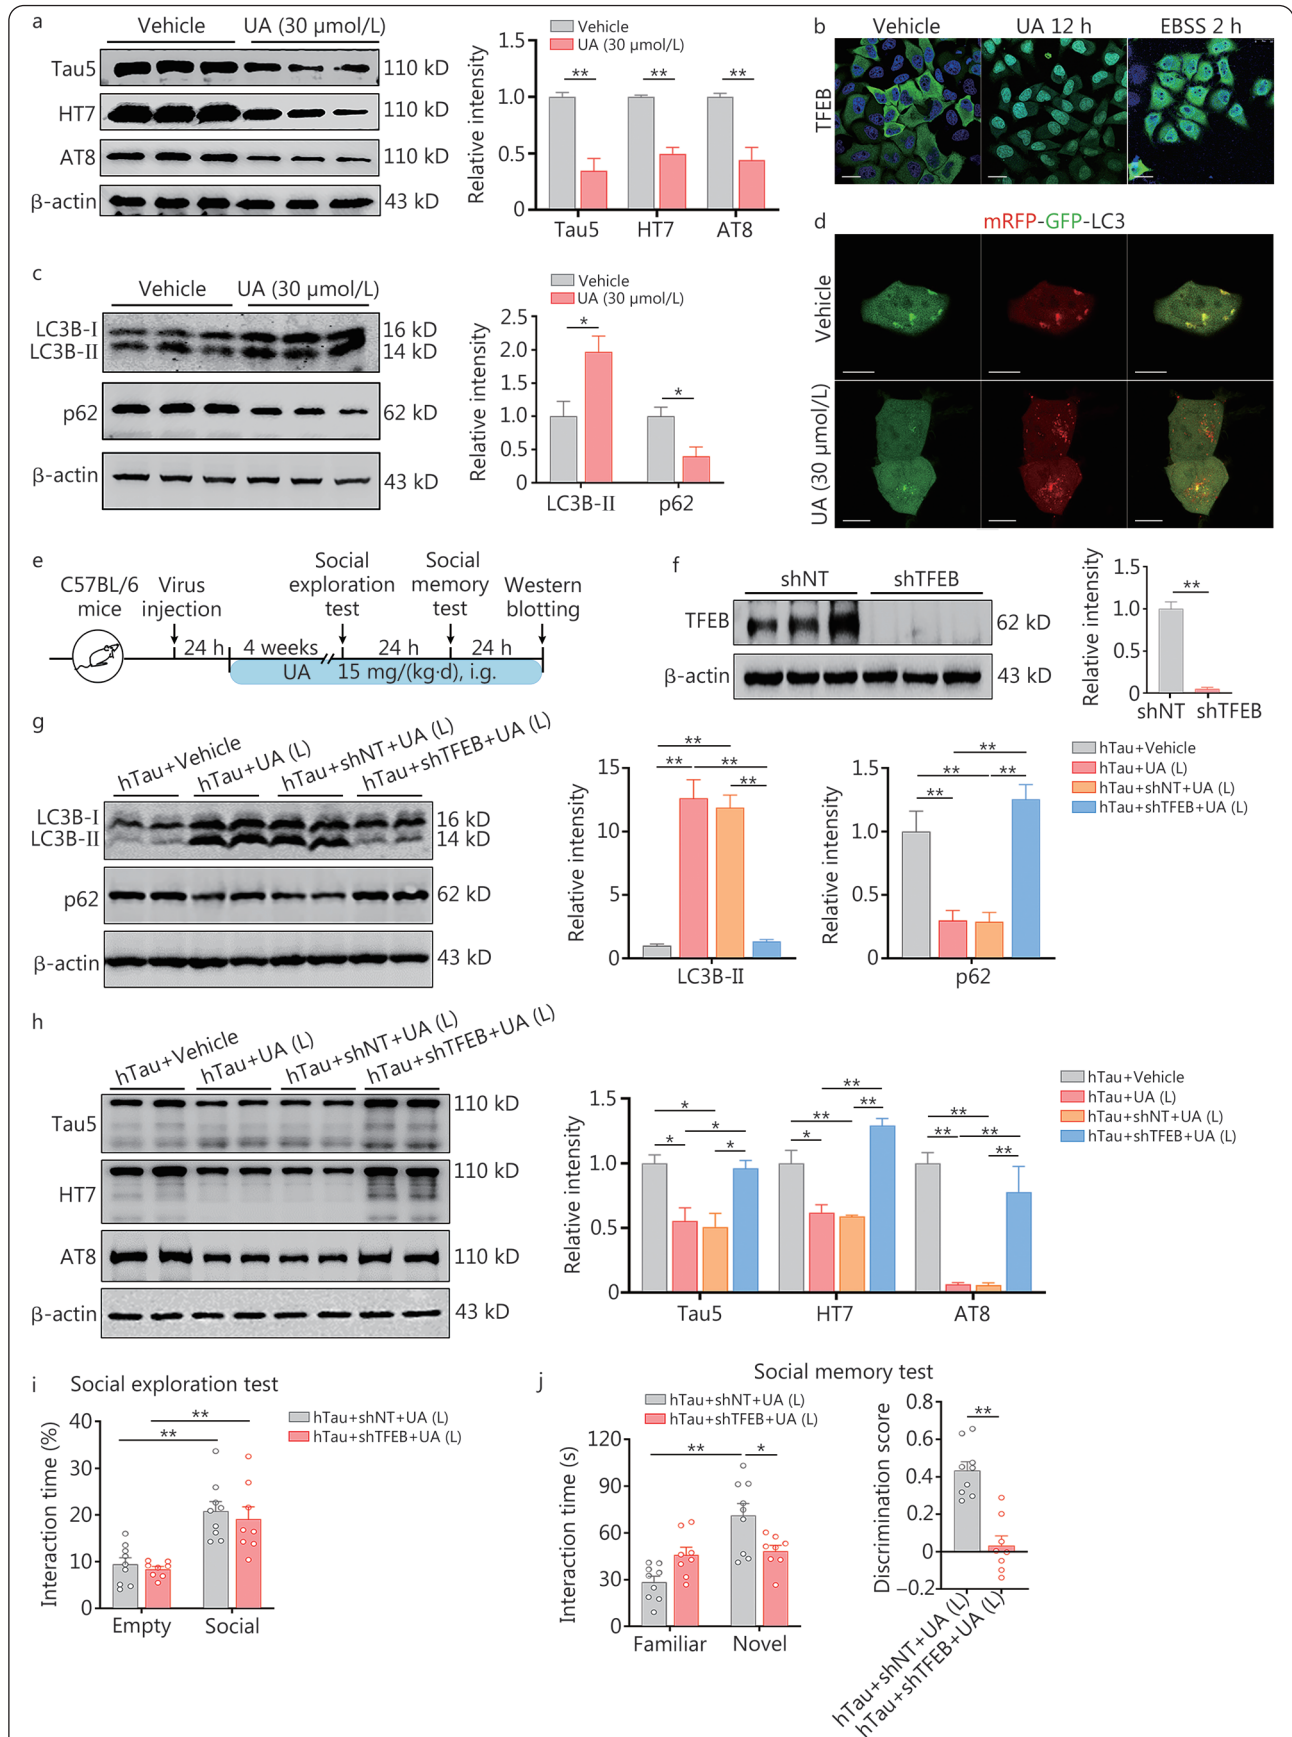 a
Vehicle UA (30 μmol/L)
Tau5 110 kD
HT7 110 kD
AT8 110 kD
β-actin 43 kD
Vehicle
UA (30 μmol/L)
Relative intensity
1.5
1.0
0.5
0
** ** **
Tau5 HT7 AT8
b
Vehicle UA 12 h EBSS 2 h
TFEB
c
Vehicle UA (30 μmol/L)
LC3B-I 16 kD
LC3B-II 14 kD
p62 62 kD
β-actin 43 kD
Vehicle
UA (30 μmol/L)
Relative intensity
2.5
2.0
1.5
1.0
0.5
0
* *
LC3B-II p62
d
mRFP-GFP-LC3
Vehicle
UA (30 μmol/L)
e
C57BL/6 mice
Virus injection
Social exploration test
Social memory test
Western blotting
24 h 4 weeks 24 h 24 h
UA 15 mg/(kg·d), i.g.
f
shNT shTFEB
TFEB 62 kD
β-actin 43 kD
Relative intensity
1.5
1.0
0.5
0
**
shNT shTFEB
g
hTau+Vehicle
hTau+UA (L)
hTau+shNT+UA (L)
hTau+shTFEB+UA (L)
LC3B-I 16 kD
LC3B-II 14 kD
p62 62 kD
β-actin 43 kD
Relative intensity
15
10
5
0
**
** **
**
LC3B-II
Relative intensity
1.5
1.0
0.5
0
**
** **
**
p62
hTau+Vehicle
hTau+UA (L)
hTau+shNT+UA (L)
hTau+shTFEB+UA (L)
h
hTau+Vehicle
hTau+UA (L)
hTau+shNT+UA (L)
hTau+shTFEB+UA (L)
Tau5 110 kD
HT7 110 kD
AT8 110 kD
β-actin 43 kD
Relative intensity
1.5
1.0
0.5
0
* * * *
** ** * **
** ** ** **
Tau5 HT7 AT8
hTau+Vehicle
hTau+UA (L)
hTau+shNT+UA (L)
hTau+shTFEB+UA (L)
i
Social exploration test
hTau+shNT+UA (L)
hTau+shTFEB+UA (L)
Interaction time (%)
40
30
20
10
0
**
**
Empty Social
j
Social memory test
hTau+shNT+UA (L)
hTau+shTFEB+UA (L)
Interaction time (s)
120
90
60
30
0
** *
Familiar Novel
Discrimination score
0.8
0.4
0.2
0
−0.2
**
hTau+shNT+UA (L)
hTau+shTFEB+UA (L)